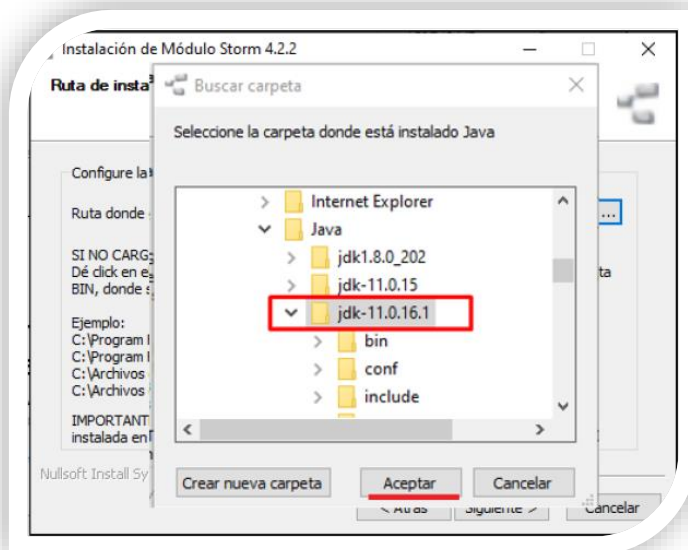 Instalación de Módulo Storm 4.2.2
Ruta de insta
Buscar carpeta
Seleccione la carpeta donde está instalado Java
Configure la
Ruta donde
...
SI NO CARG
Dé click en e
ta
BIN, donde
Ejemplo:
C:\Program
C:\Program
C:\Archivos
C:\Archivos
IMPORTANT
instalada en
Internet Explorer
Java
jdk1.8.0_202
jdk-11.0.15
jdk-11.0.16.1
bin
conf
include
Nullsoft Install Sy
Crear nueva carpeta
Aceptar
Cancelar
< Atrás
Siguiente >
Cancelar